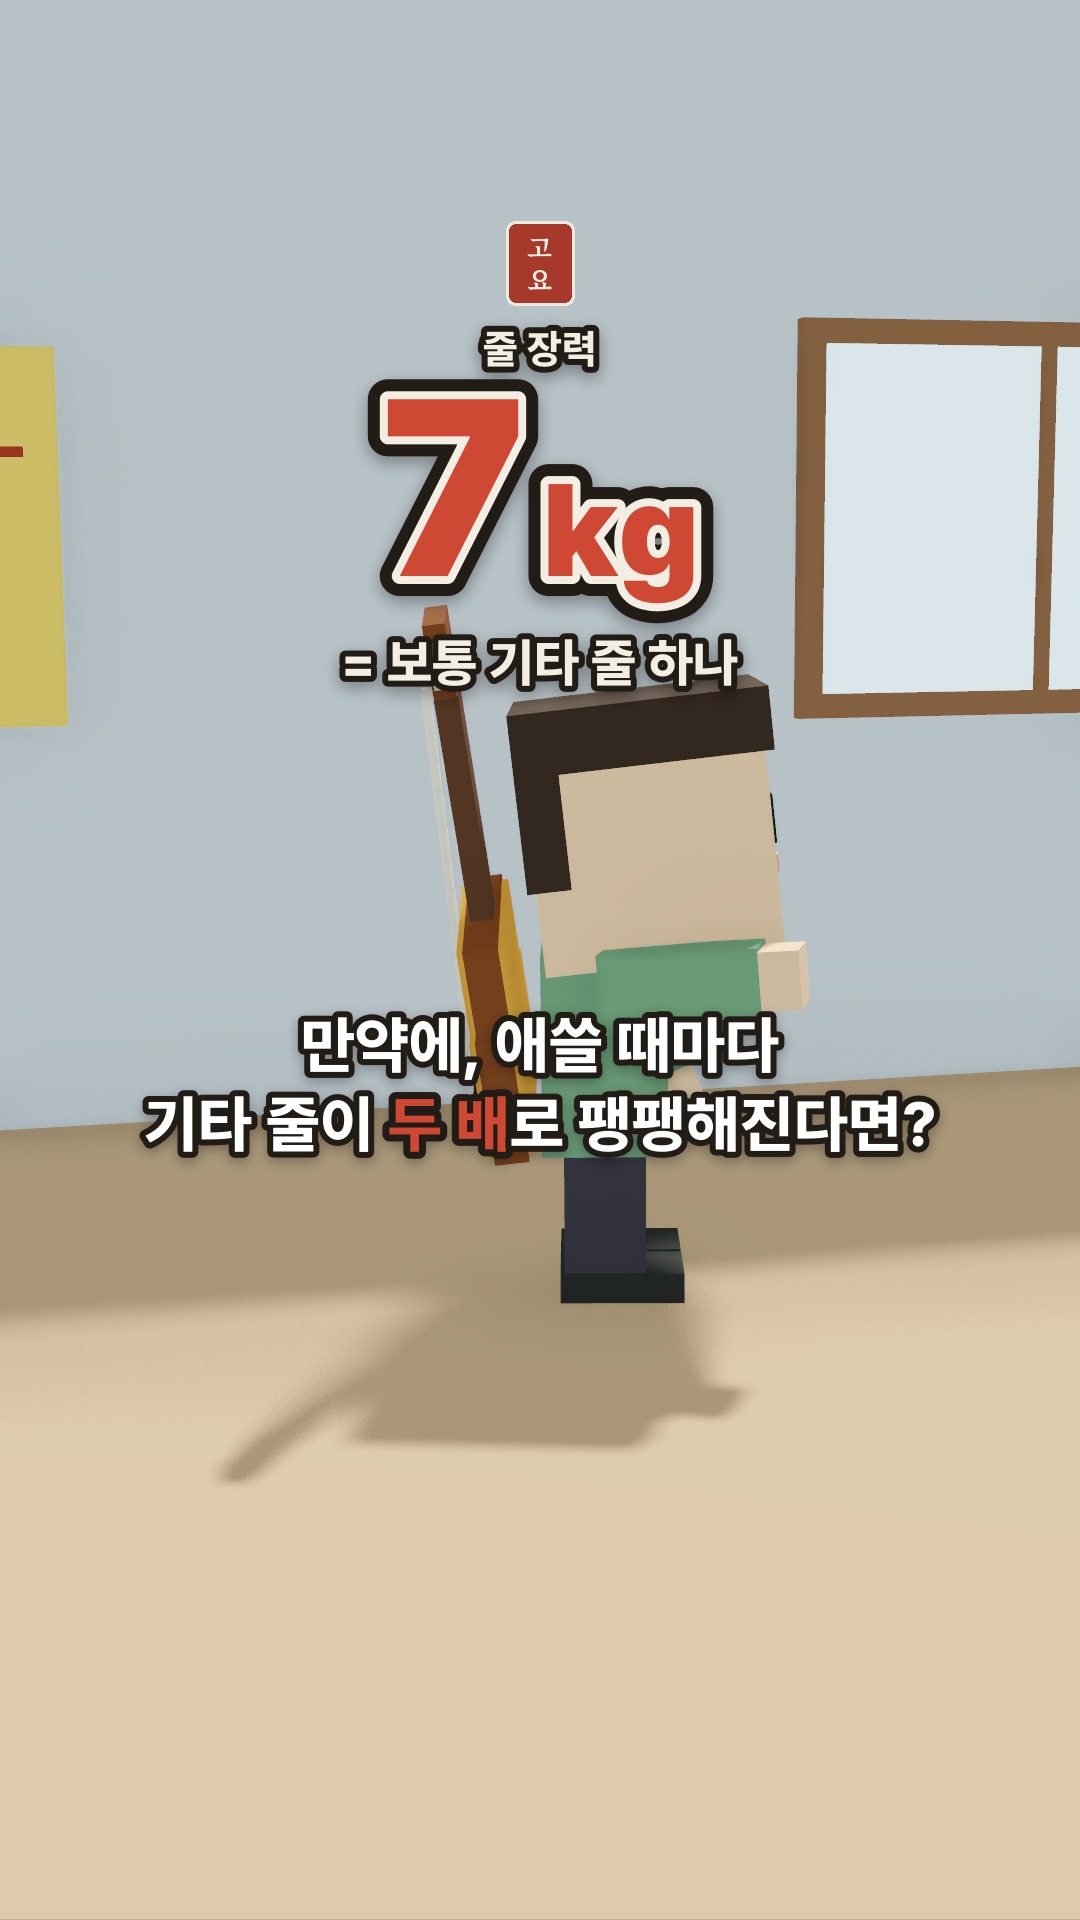 고
요
줄 장력
7kg
= 보통 기타 줄 하나
만약에, 애쓸 때마다
기타 줄이 두 배로 팽팽해진다면?